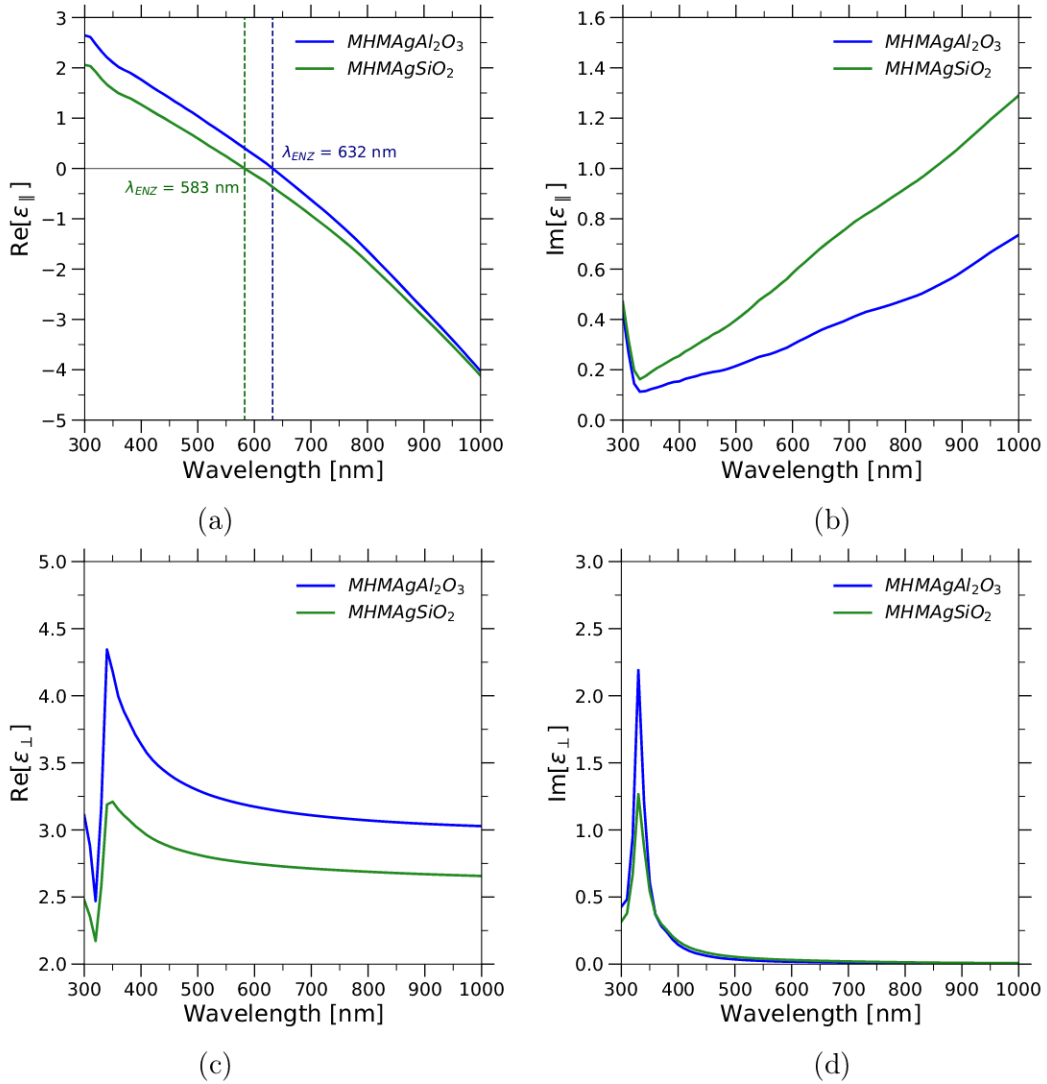 3
2
1
0
−1
−2
−3
−4
−5
Re[ε∥]
MHMAgAl₂O₃
MHMAgSiO₂
λENZ = 632 nm
λENZ = 583 nm
300 400 500 600 700 800 900 1000
Wavelength [nm]
(a)
1.6
1.4
1.2
1.0
0.8
0.6
0.4
0.2
0.0
Im[ε∥]
MHMAgAl₂O₃
MHMAgSiO₂
300 400 500 600 700 800 900 1000
Wavelength [nm]
(b)
5.0
4.5
4.0
3.5
3.0
2.5
2.0
Re[ε⊥]
MHMAgAl₂O₃
MHMAgSiO₂
300 400 500 600 700 800 900 1000
Wavelength [nm]
(c)
3.0
2.5
2.0
1.5
1.0
0.5
0.0
Im[ε⊥]
MHMAgAl₂O₃
MHMAgSiO₂
300 400 500 600 700 800 900 1000
Wavelength [nm]
(d)